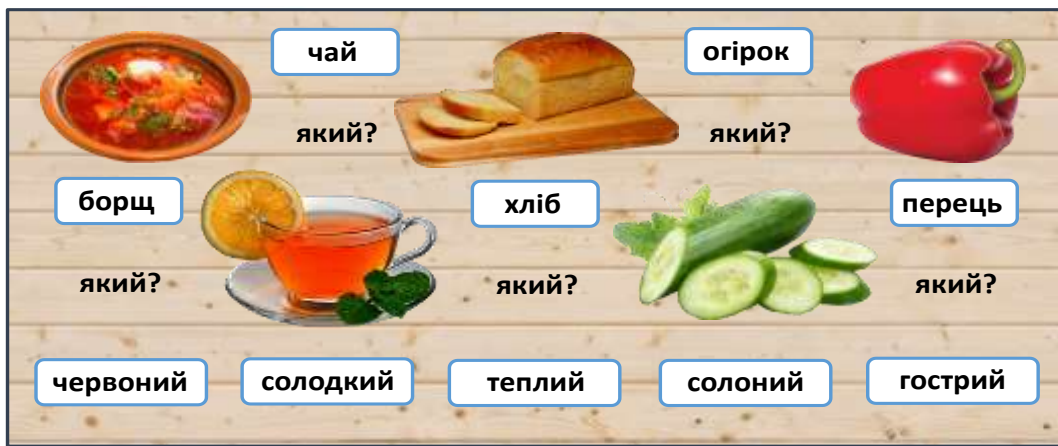 чай
огірок
який?
який?
борщ
хліб
перець
який?
який?
який?
червоний
солодкий
теплий
солоний
гострий